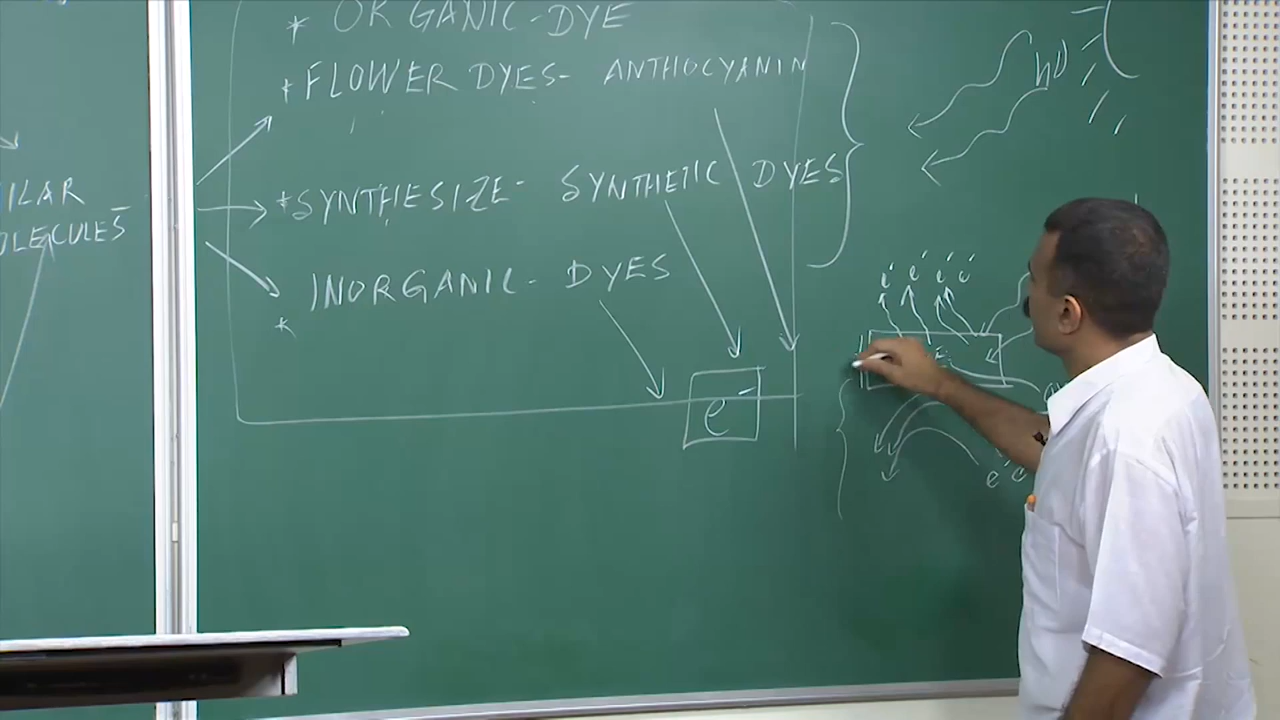 ILAR
OLECULES
* ORGANIC-DYE
* FLOWER DYES- ANTHOCYANIN
* SYNTHESIZE- SYNTHETIC DYES
* INORGANIC- DYES
e⁻
hν
e⁻ e⁻ e⁻ e⁻
e⁻ e⁻